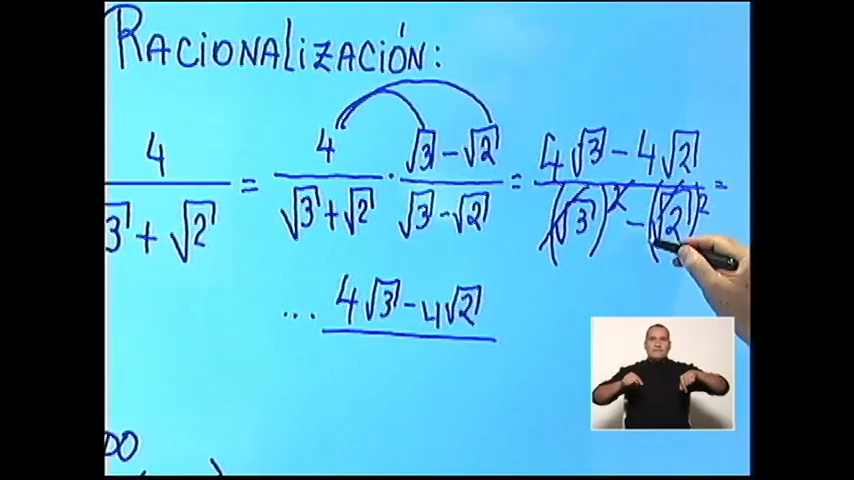 RACIONALIZACIÓN:
4 / (√3 + √2) = 4 / (√3 + √2) · (√3 - √2) / (√3 - √2) = (4√3 - 4√2) / ((√3)² - (√2)²) =
... 4√3 - 4√2
DO